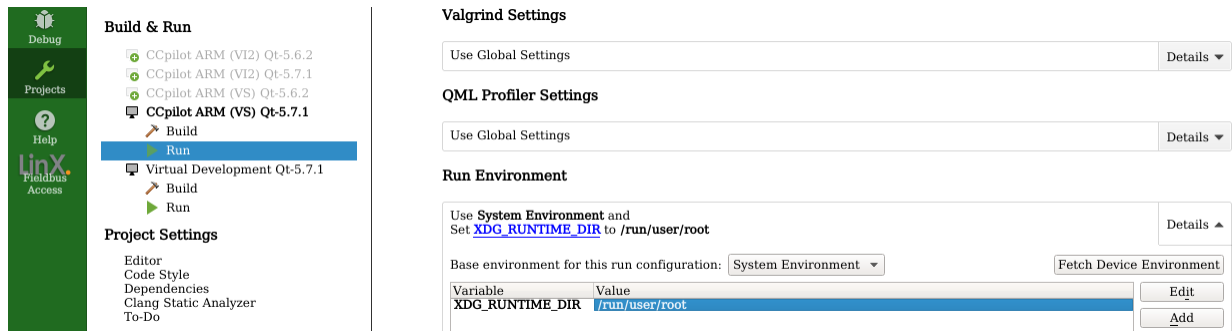 Debug
Projects
Help
LinX.
Fieldbus
Access
Build & Run
CCpilot ARM (VI2) Qt-5.6.2
CCpilot ARM (VI2) Qt-5.7.1
CCpilot ARM (VS) Qt-5.6.2
CCpilot ARM (VS) Qt-5.7.1
Build
Run
Virtual Development Qt-5.7.1
Build
Run
Project Settings
Editor
Code Style
Dependencies
Clang Static Analyzer
To-Do
Valgrind Settings
Use Global Settings
Details
QML Profiler Settings
Use Global Settings
Details
Run Environment
Use System Environment and
Set XDG_RUNTIME_DIR to /run/user/root
Details
Base environment for this run configuration: System Environment
Fetch Device Environment
Variable Value
XDG_RUNTIME_DIR /run/user/root
Edit
Add